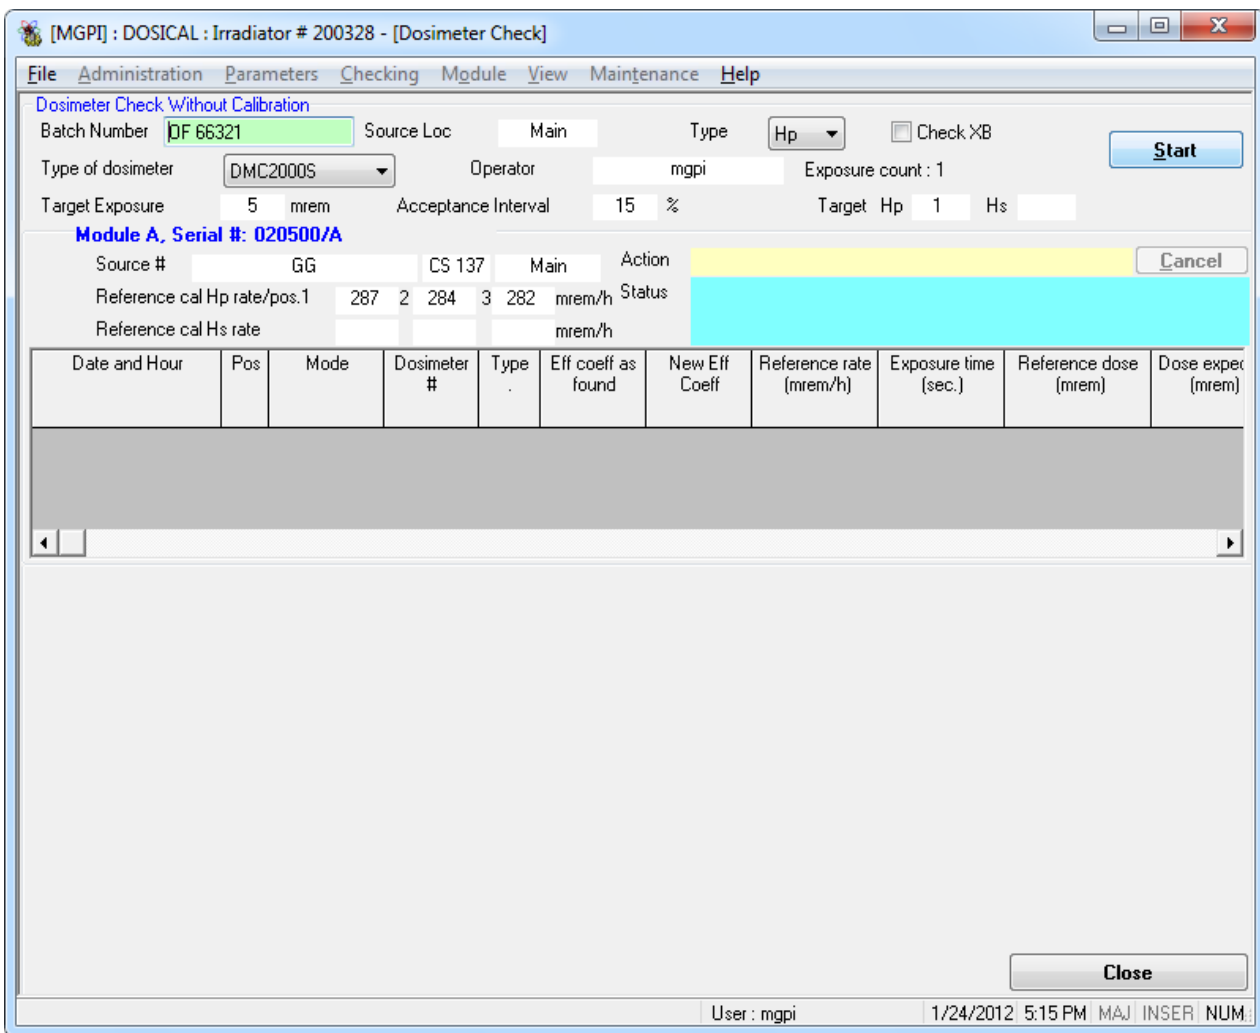 [MGPI] : DOSICAL : Irradiator # 200328 - [Dosimeter Check]
File Administration Parameters Checking Module View Maintenance Help
Dosimeter Check Without Calibration
Batch Number OF 66321 Source Loc Main Type Hp Check XB Start
Type of dosimeter DMC2000S Operator mgpi Exposure count : 1
Target Exposure 5 mrem Acceptance Interval 15 % Target Hp 1 Hs
Module A, Serial #: 020500/A
Source # GG CS 137 Main Action Cancel
Reference cal Hp rate/pos.1 287 2 284 3 282 mrem/h Status
Reference cal Hs rate mrem/h
Date and Hour Pos Mode Dosimeter Type Eff coeff as New Eff Reference rate Exposure time Reference dose Dose expec
# . found Coeff (mrem/h) (sec.) (mrem) (mrem)
Close
User : mgpi 1/24/2012 5:15 PM MAJ INSER NUM